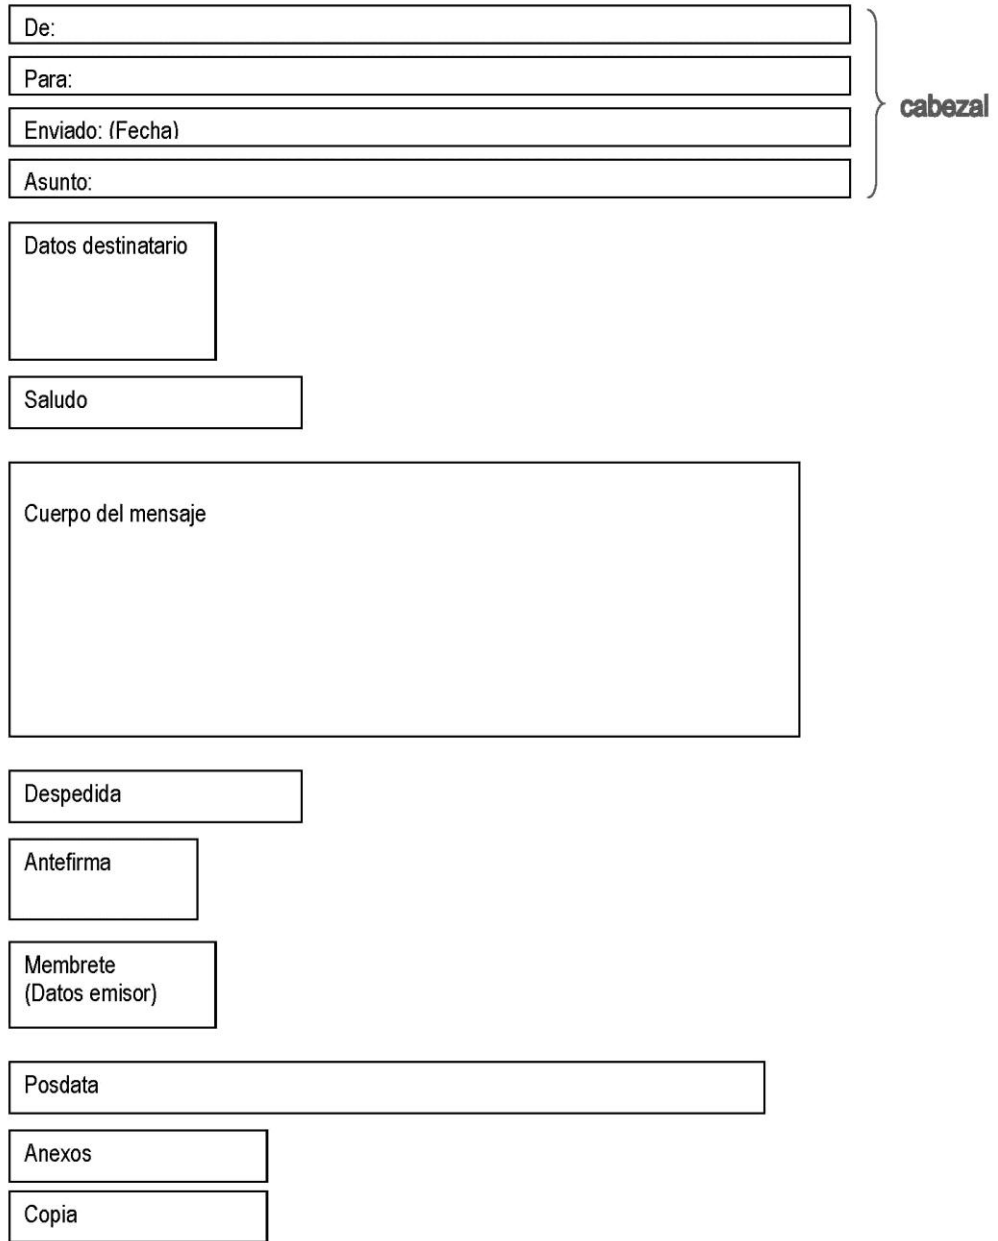 De:
Para:
Enviado: (Fecha)
Asunto:
cabezal
Datos destinatario
Saludo
Cuerpo del mensaje
Despedida
Antefirma
Membrete
(Datos emisor)
Posdata
Anexos
Copia